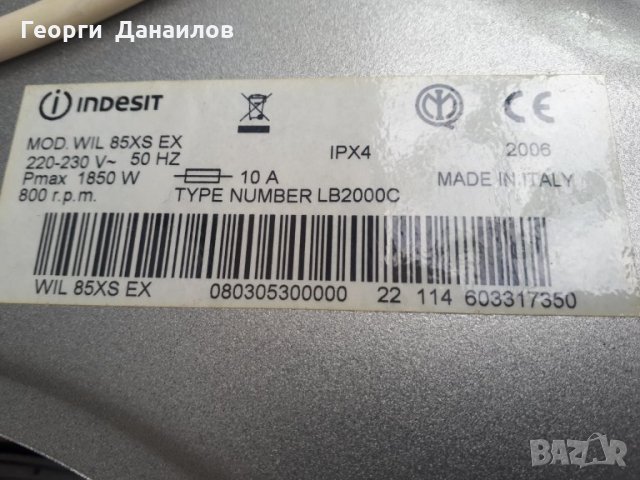 Георги Данаилов
indesit
MOD. WIL 85XS EX
220-230 V~ 50 HZ
IPX4
2006
Pmax 1850 W
10 A
MADE IN ITALY
800 r.p.m.
TYPE NUMBER LB2000C
WIL 85XS EX 080305300000 22 114 603317350
BAZAR